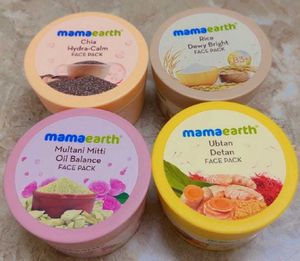 mamaearth
Chia
Hydra-Calm
FACE PACK
mamaearth
Rice
Dewy Bright
FACE PACK
mamaearth
Multani Mitti
Oil Balance
FACE PACK
mamaearth
Ubtan
Detan
FACE PACK